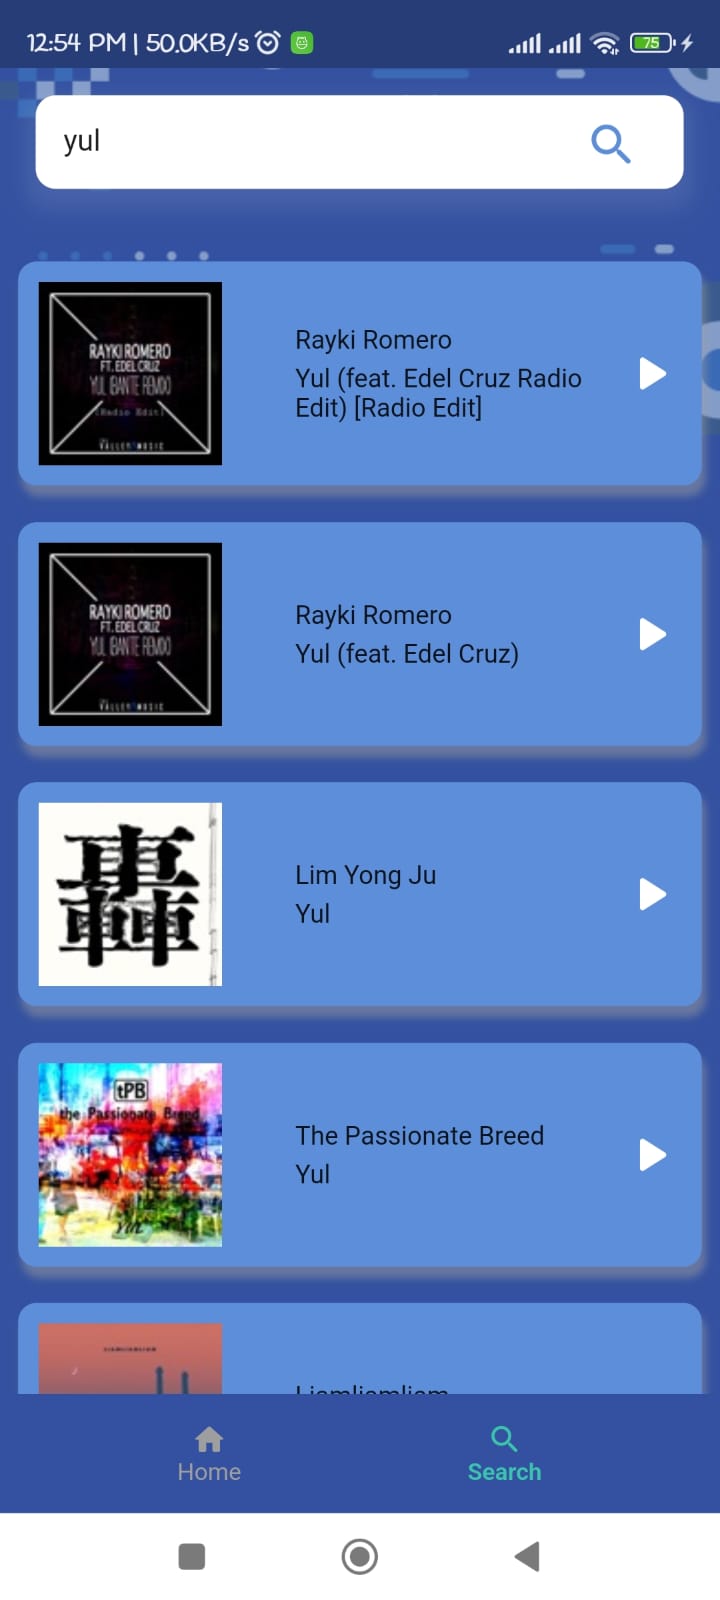 12:54 PM | 50.0KB/s
75
yul
RAYKI ROMERO
FT. EDEL CRUZ
YUL (BANTE REMIX)
[Radio Edit]
VALLEY MUSIC
Rayki Romero
Yul (feat. Edel Cruz Radio
Edit) [Radio Edit]
RAYKI ROMERO
FT. EDEL CRUZ
YUL (BANTE REMIX)
VALLEY MUSIC
Rayki Romero
Yul (feat. Edel Cruz)
轟
Lim Yong Ju
Yul
tPB
the Passionate Breed
Yul
The Passionate Breed
Yul
LIAMLIAMLIAM
Liamliamliam
Home
Search